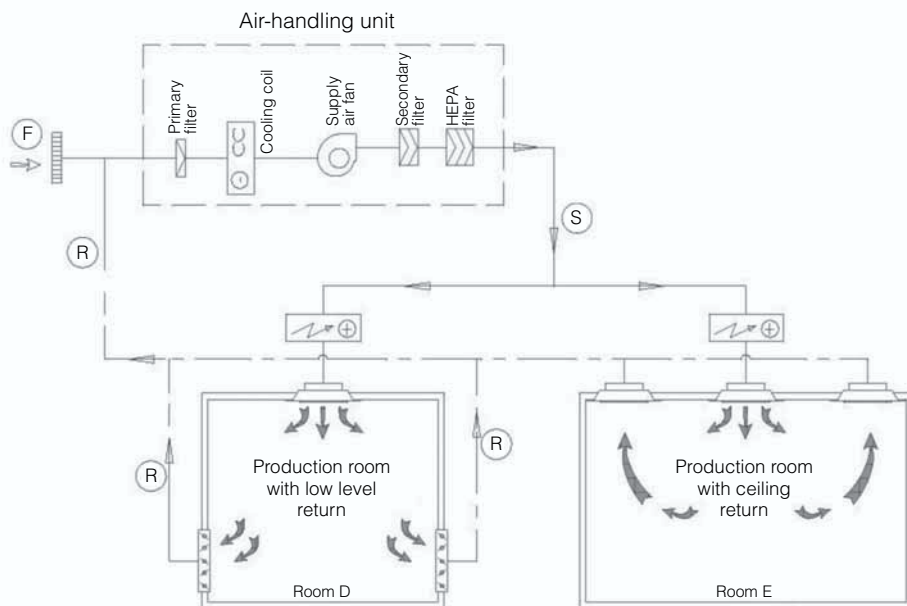 Air-handling unit
Primary
filter
Cooling coil
Supply
air fan
Secondary
filter
HEPA
filter
F
R
S
Production room
with low level
return
R
R
Room D
Production room
with ceiling
return
Room E